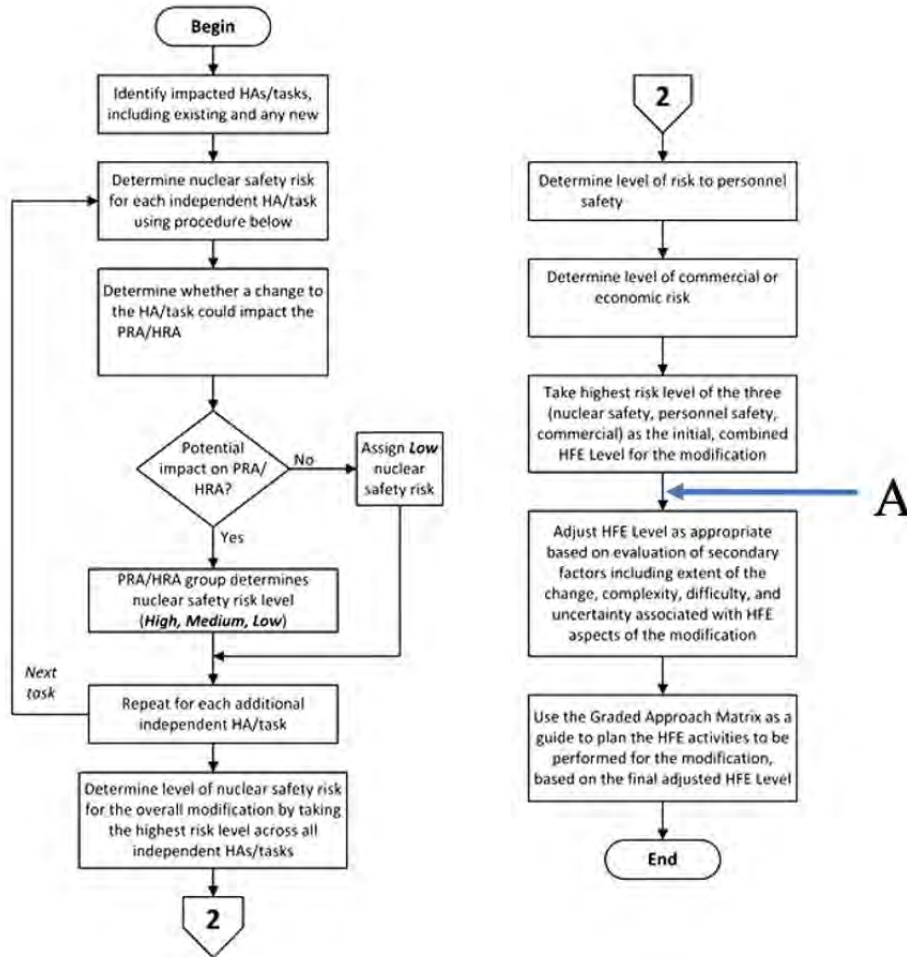 Begin
Identify impacted HAs/tasks,
including existing and any new
Determine nuclear safety risk
for each independent HA/task
using procedure below
Determine whether a change to
the HA/task could impact the
PRA/HRA
Potential
impact on PRA/
HRA?
No
Assign Low
nuclear
safety risk
Yes
PRA/HRA group determines
nuclear safety risk level
(High, Medium, Low)
Next
task
Repeat for each additional
independent HA/task
Determine level of nuclear safety risk
for the overall modification by taking
the highest risk level across all
independent HAs/tasks
2
2
Determine level of risk to personnel
safety
Determine level of commercial or
economic risk
Take highest risk level of the three
(nuclear safety, personnel safety,
commercial) as the initial, combined
HFE Level for the modification
A
Adjust HFE Level as appropriate
based on evaluation of secondary
factors including extent of the
change, complexity, difficulty, and
uncertainty associated with HFE
aspects of the modification
Use the Graded Approach Matrix as a
guide to plan the HFE activities to be
performed for the modification,
based on the final adjusted HFE Level
End